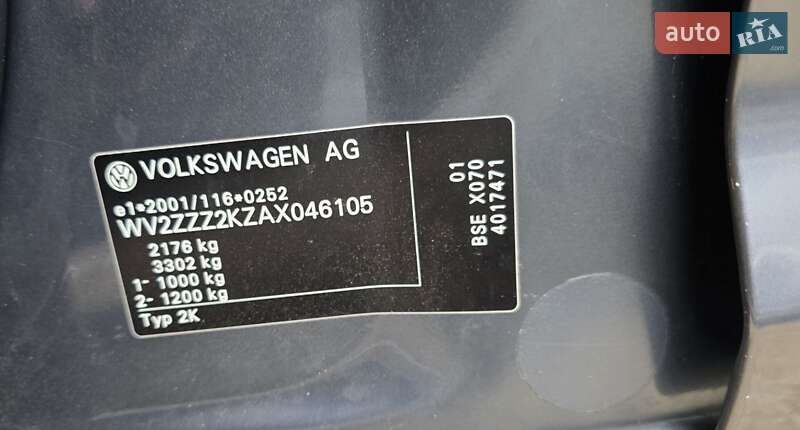 auto RIA
.com
VOLKSWAGEN AG
e1*2001/116*0252
WV2ZZZ2KZAX046105
2176 kg
3302 kg
1- 1000 kg
2- 1200 kg
Typ 2K
01
BSE X070
4017471